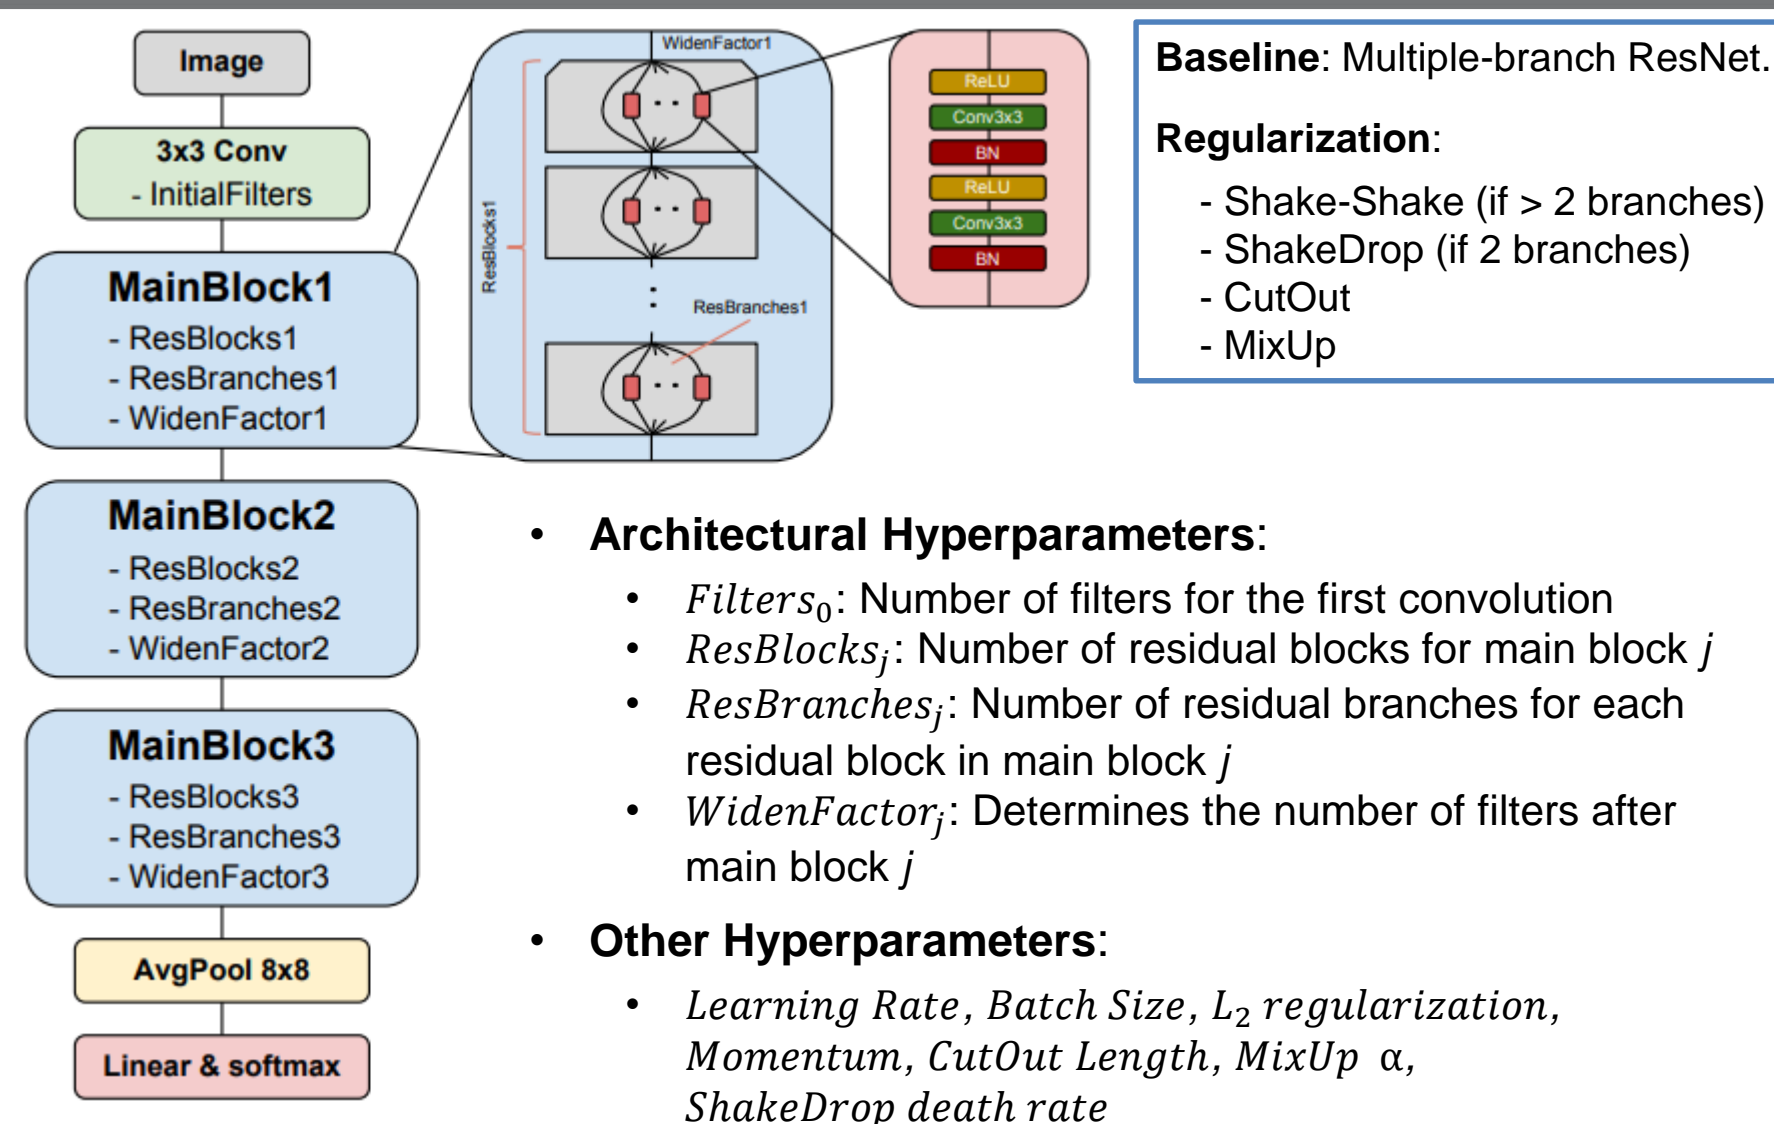 Image
3x3 Conv
- InitialFilters
MainBlock1
- ResBlocks1
- ResBranches1
- WidenFactor1
MainBlock2
- ResBlocks2
- ResBranches2
- WidenFactor2
MainBlock3
- ResBlocks3
- ResBranches3
- WidenFactor3
AvgPool 8x8
Linear & softmax
WidenFactor1
ResBlocks1
ResBranches1
ReLU
Conv3x3
BN
ReLU
Conv3x3
BN
Baseline: Multiple-branch ResNet.
Regularization:
- Shake-Shake (if > 2 branches)
- ShakeDrop (if 2 branches)
- CutOut
- MixUp
• Architectural Hyperparameters:
• Filters₀: Number of filters for the first convolution
• ResBlocksⱼ: Number of residual blocks for main block j
• ResBranchesⱼ: Number of residual branches for each
residual block in main block j
• WidenFactorⱼ: Determines the number of filters after
main block j
• Other Hyperparameters:
• Learning Rate, Batch Size, L₂ regularization,
Momentum, CutOut Length, MixUp α,
ShakeDrop death rate